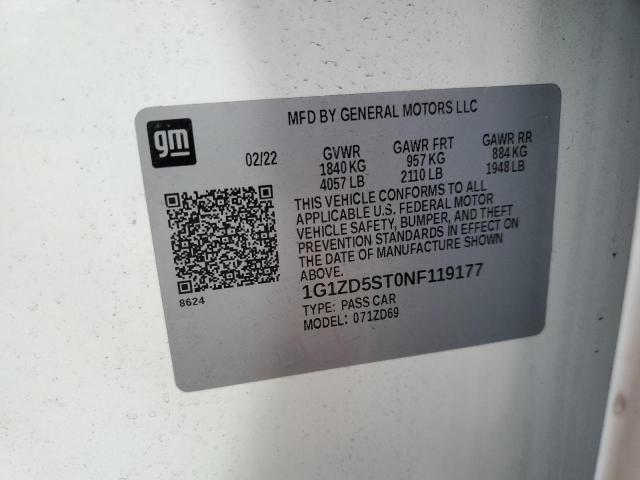 MFD BY GENERAL MOTORS LLC
gm
02/22 GVWR GAWR FRT GAWR RR
1840 KG 957 KG 884 KG
4057 LB 2110 LB 1948 LB
THIS VEHICLE CONFORMS TO ALL
APPLICABLE U.S. FEDERAL MOTOR
VEHICLE SAFETY, BUMPER, AND THEFT
PREVENTION STANDARDS IN EFFECT ON
THE DATE OF MANUFACTURE SHOWN
ABOVE.
8624
1G1ZD5ST0NF119177
TYPE: PASS CAR
MODEL: 071ZD69